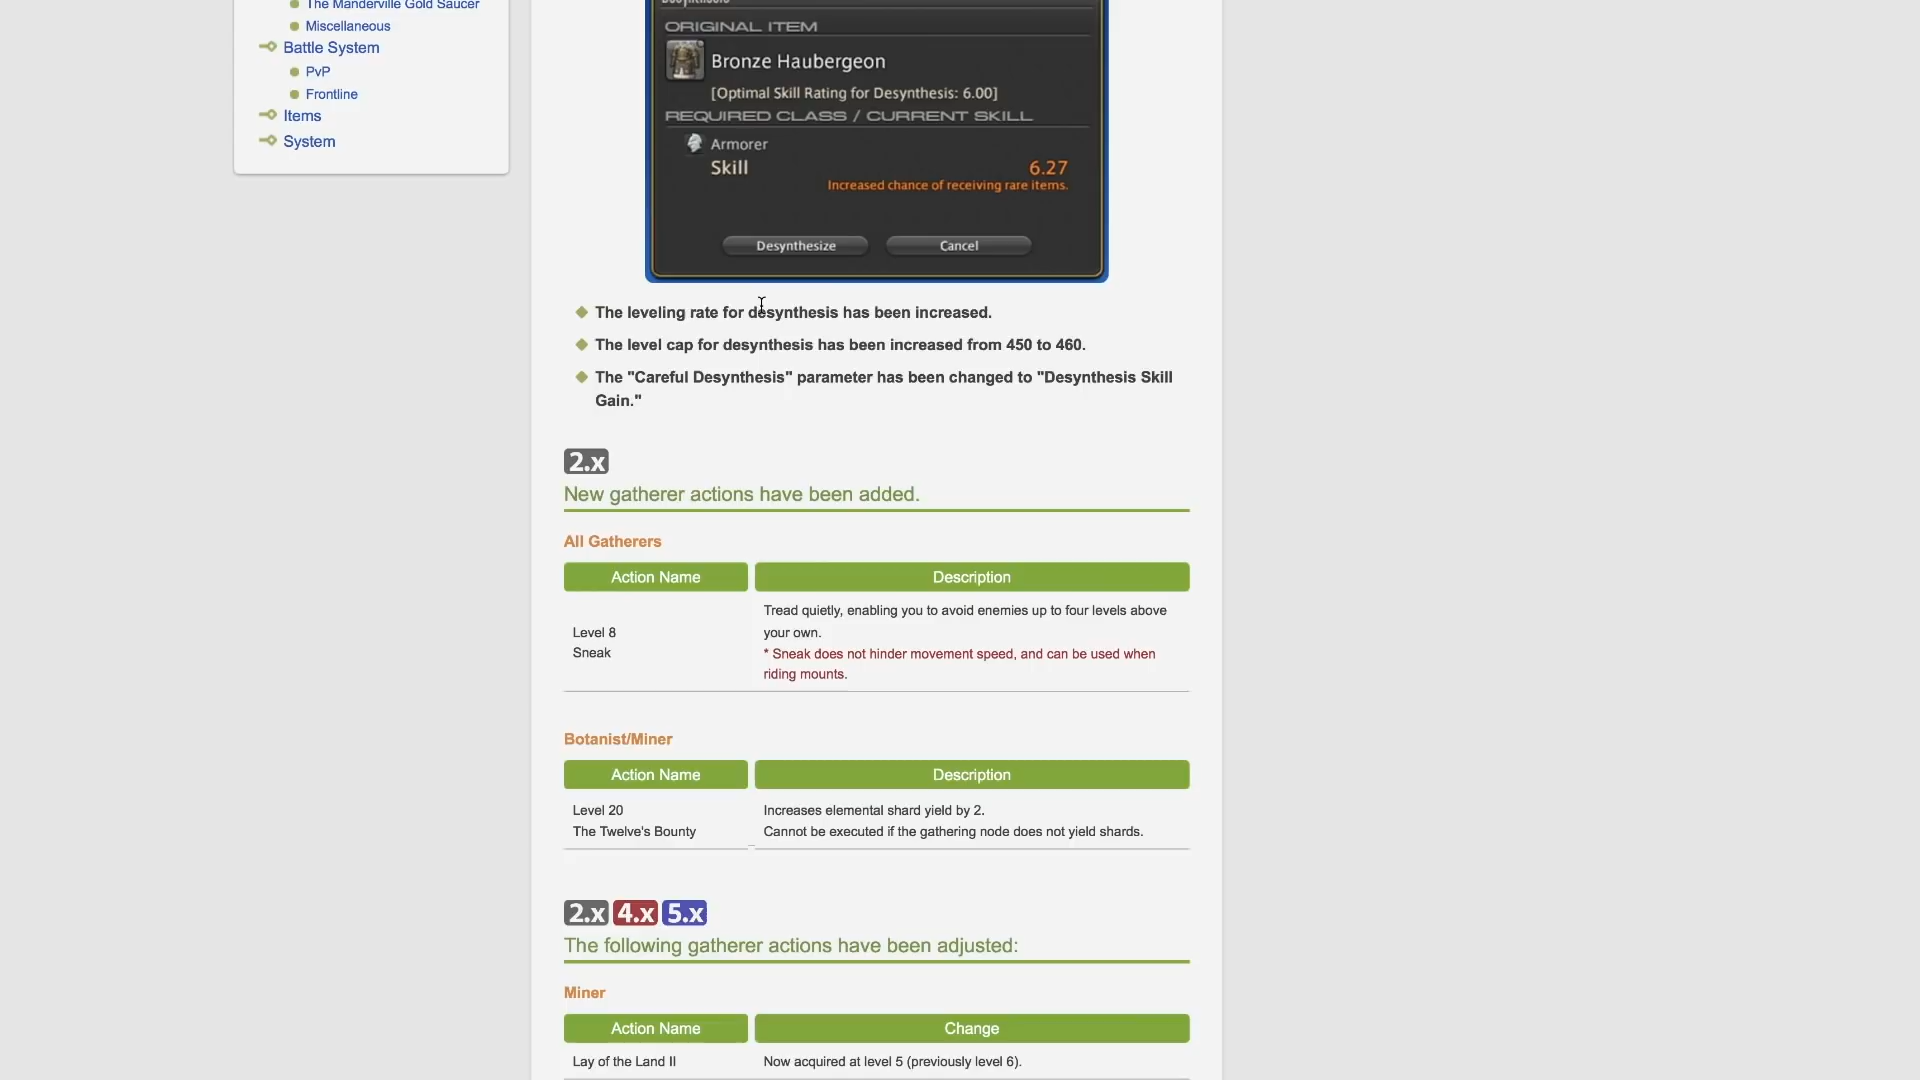 The Manderville Gold Saucer
Miscellaneous
Battle System
PvP
Frontline
Items
System
ORIGINAL ITEM
Bronze Haubergeon
[Optimal Skill Rating for Desynthesis: 6.00]
REQUIRED CLASS / CURRENT SKILL
Armorer
Skill 6.27
Increased chance of receiving rare items.
Desynthesize Cancel
The leveling rate for desynthesis has been increased.
The level cap for desynthesis has been increased from 450 to 460.
The "Careful Desynthesis" parameter has been changed to "Desynthesis Skill
Gain."
2.x
New gatherer actions have been added.
All Gatherers
Action Name Description
Level 8
Sneak
Tread quietly, enabling you to avoid enemies up to four levels above
your own.
* Sneak does not hinder movement speed, and can be used when
riding mounts.
Botanist/Miner
Action Name Description
Level 20
The Twelve's Bounty
Increases elemental shard yield by 2.
Cannot be executed if the gathering node does not yield shards.
2.x 4.x 5.x
The following gatherer actions have been adjusted:
Miner
Action Name Change
Lay of the Land II Now acquired at level 5 (previously level 6).